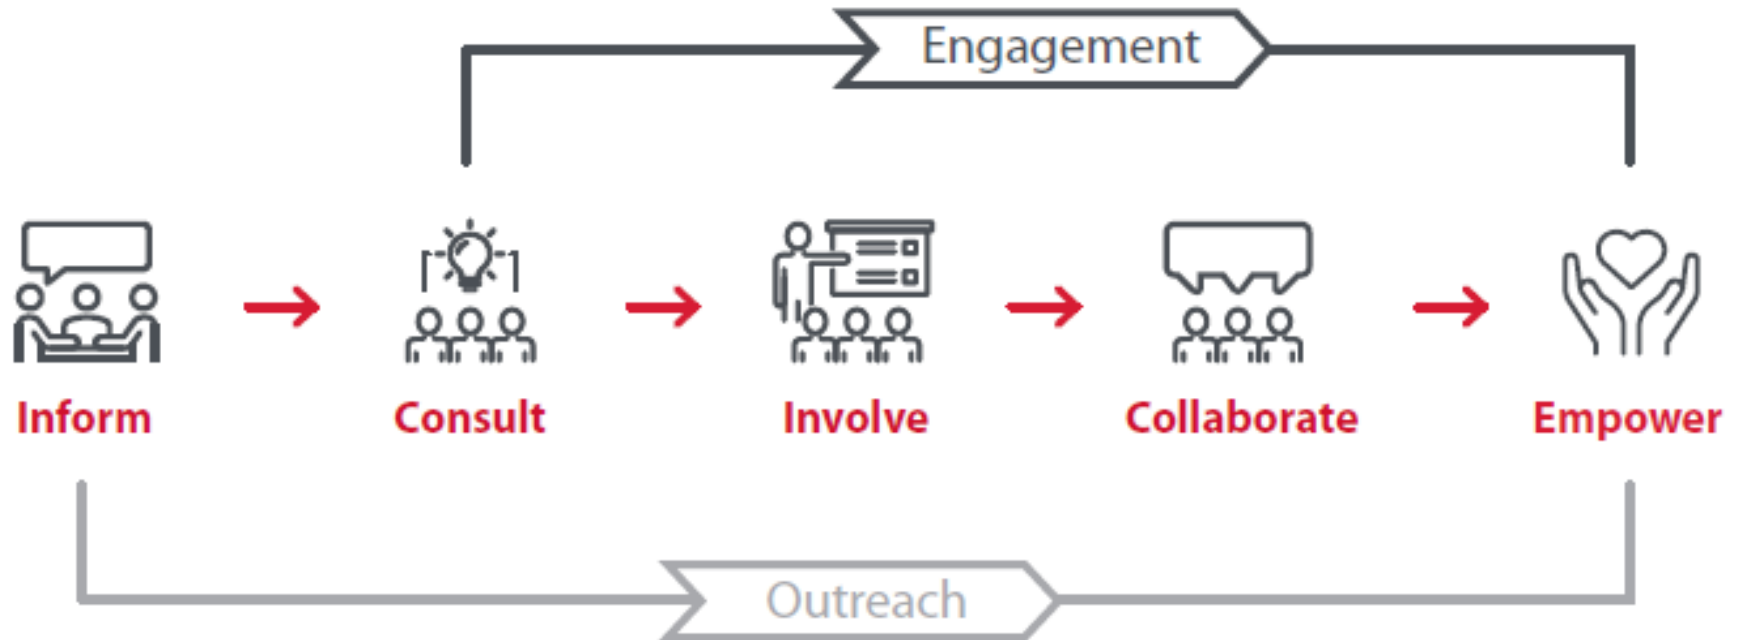 Engagement
Inform
Consult
Involve
Collaborate
Empower
Outreach